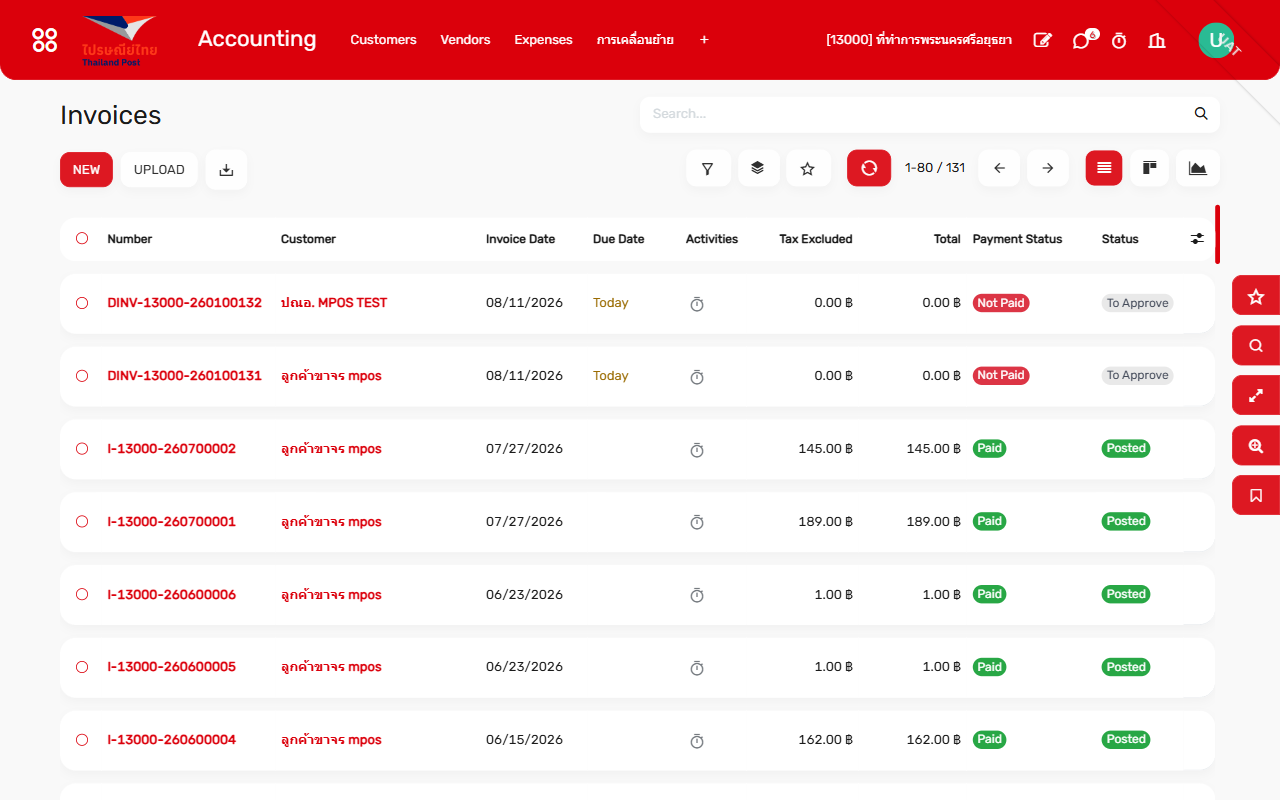 ไปรษณีย์ไทย
Thailand Post
Accounting
Customers
Vendors
Expenses
การเคลื่อนย้าย
+
[13000] ที่ทำการพระนครศรีอยุธยา
6
U
UAT
Invoices
Search...
NEW
UPLOAD
1-80 / 131
Number Customer Invoice Date Due Date Activities Tax Excluded Total Payment Status Status
DINV-13000-260100132 ปณอ. MPOS TEST 08/11/2026 Today 0.00 ฿ 0.00 ฿ Not Paid To Approve
DINV-13000-260100131 ลูกค้าขาจร mpos 08/11/2026 Today 0.00 ฿ 0.00 ฿ Not Paid To Approve
I-13000-260700002 ลูกค้าขาจร mpos 07/27/2026 145.00 ฿ 145.00 ฿ Paid Posted
I-13000-260700001 ลูกค้าขาจร mpos 07/27/2026 189.00 ฿ 189.00 ฿ Paid Posted
I-13000-260600006 ลูกค้าขาจร mpos 06/23/2026 1.00 ฿ 1.00 ฿ Paid Posted
I-13000-260600005 ลูกค้าขาจร mpos 06/23/2026 1.00 ฿ 1.00 ฿ Paid Posted
I-13000-260600004 ลูกค้าขาจร mpos 06/15/2026 162.00 ฿ 162.00 ฿ Paid Posted